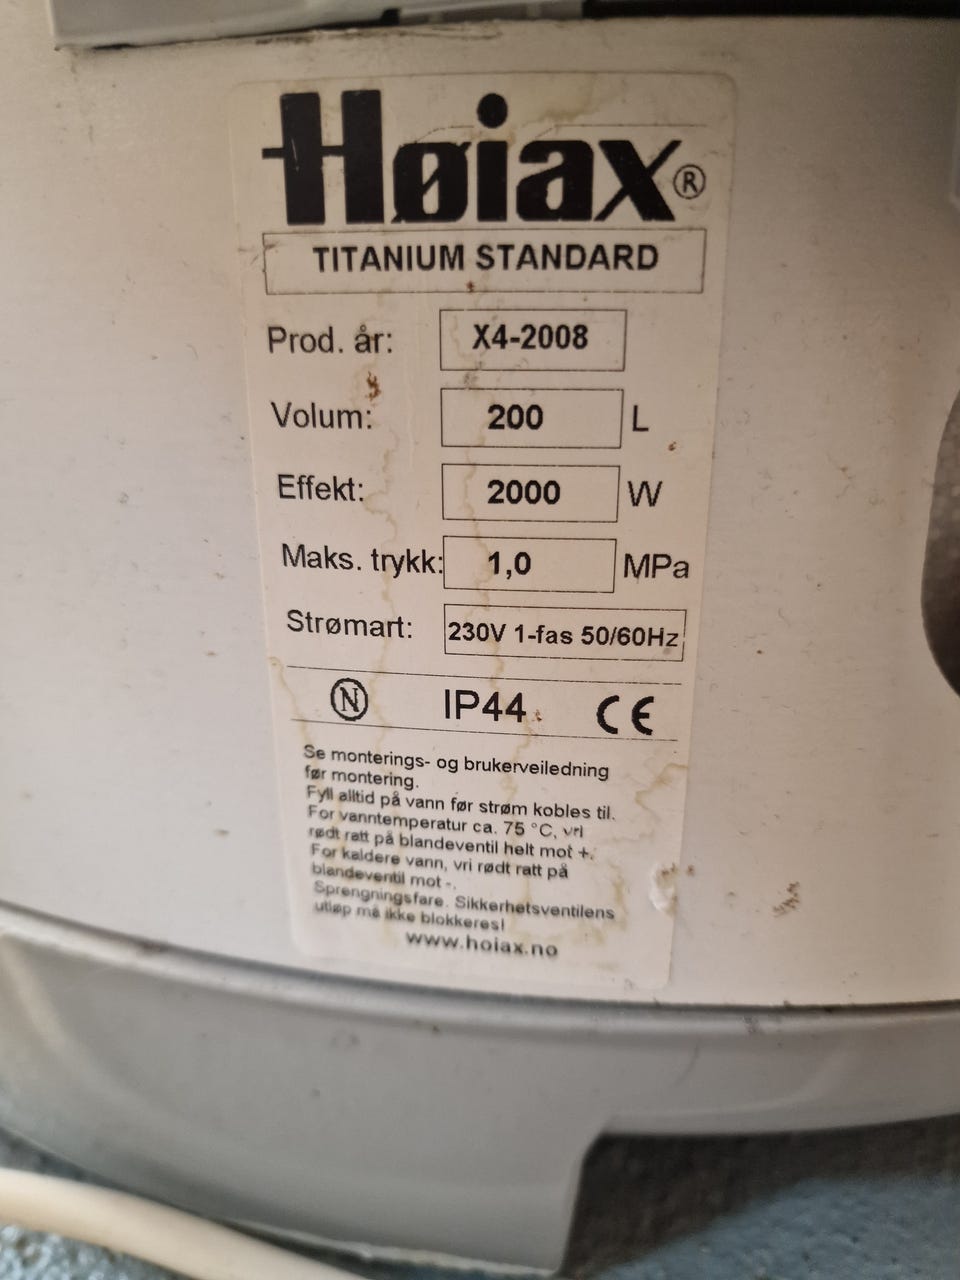 Høiax®
TITANIUM STANDARD
Prod. år: X4-2008
Volum: 200 L
Effekt: 2000 W
Maks. trykk: 1,0 MPa
Strømart: 230V 1-fas 50/60Hz
N IP44 CE
Se monterings- og brukerveiledning
før montering.
Fyll alltid på vann før strøm kobles til.
For vanntemperatur ca. 75 °C, vri
rødt ratt på blandeventil helt mot +.
For kaldere vann, vri rødt ratt på
blandeventil mot -.
Sprengningsfare. Sikkerhetsventilens
utløp må ikke blokkeres!
www.hoiax.no